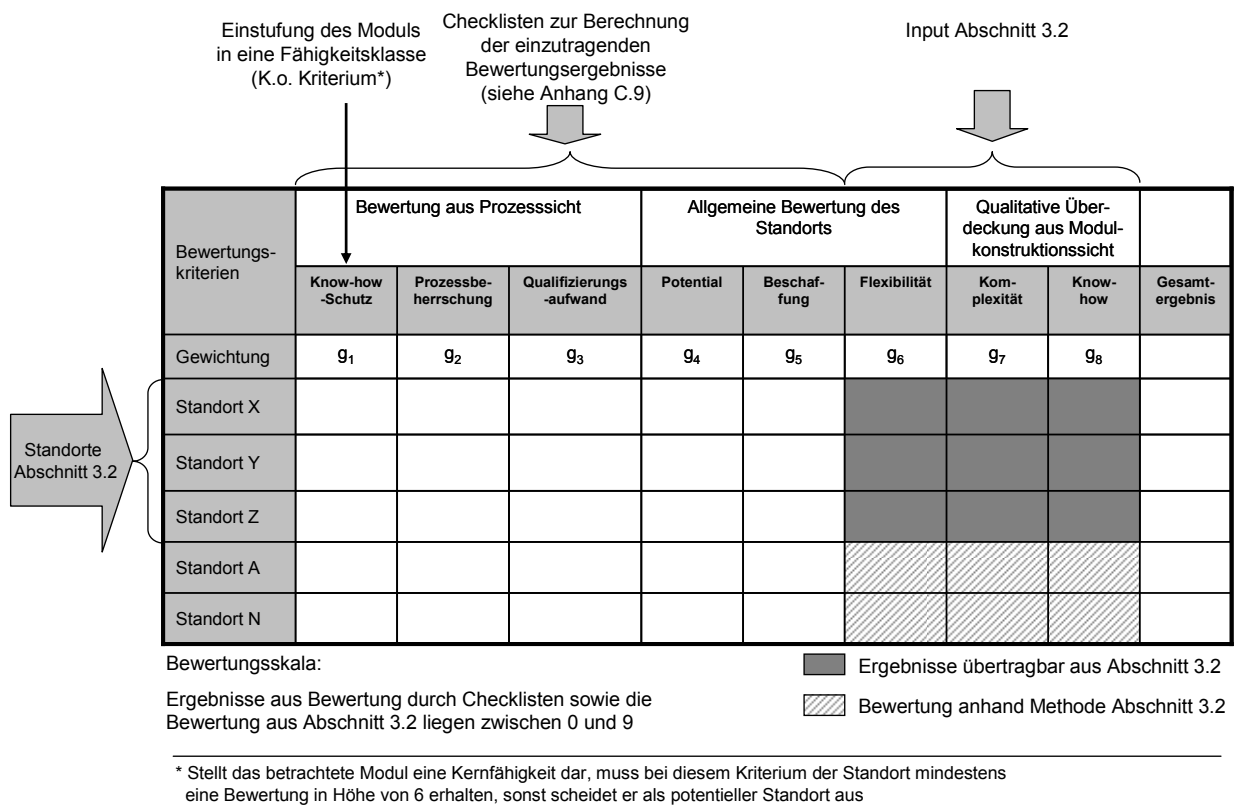 Einstufung des Moduls
in eine Fähigkeitsklasse
(K.o. Kriterium*)
Checklisten zur Berechnung
der einzutragenden
Bewertungsergebnisse
(siehe Anhang C.9)
Input Abschnitt 3.2
Bewertungs-
kriterien
Bewertung aus Prozesssicht
Allgemeine Bewertung des
Standorts
Qualitative Über-
deckung aus Modul-
konstruktionssicht
Know-how
-Schutz
Prozessbe-
herrschung
Qualifizierungs
-aufwand
Potential
Beschaf-
fung
Flexibilität
Kom-
plexität
Know-
how
Gesamt-
ergebnis
Gewichtung
g1
g2
g3
g4
g5
g6
g7
g8
Standorte
Abschnitt 3.2
Standort X
Standort Y
Standort Z
Standort A
Standort N
Bewertungsskala:
Ergebnisse aus Bewertung durch Checklisten sowie die
Bewertung aus Abschnitt 3.2 liegen zwischen 0 und 9
Ergebnisse übertragbar aus Abschnitt 3.2
Bewertung anhand Methode Abschnitt 3.2
* Stellt das betrachtete Modul eine Kernfähigkeit dar, muss bei diesem Kriterium der Standort mindestens
eine Bewertung in Höhe von 6 erhalten, sonst scheidet er als potentieller Standort aus